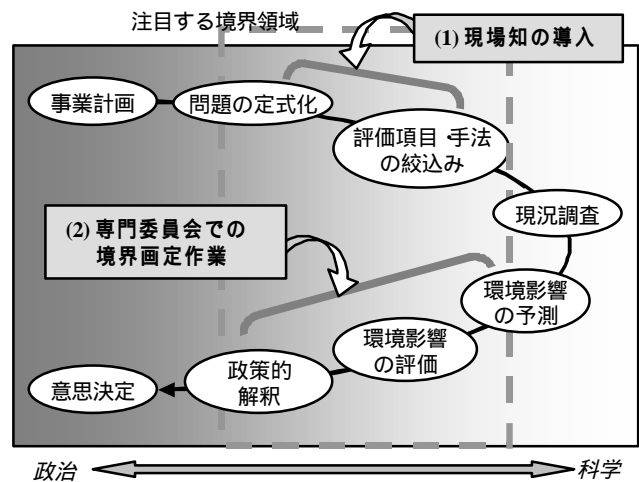 注目する境界領域
(1) 現場知の導入
事業計画
問題の定式化
評価項目・手法
の絞込み
現況調査
(2) 専門委員会での
境界画定作業
環境影響
の予測
環境影響
の評価
政策的
解釈
意思決定
政治
科学